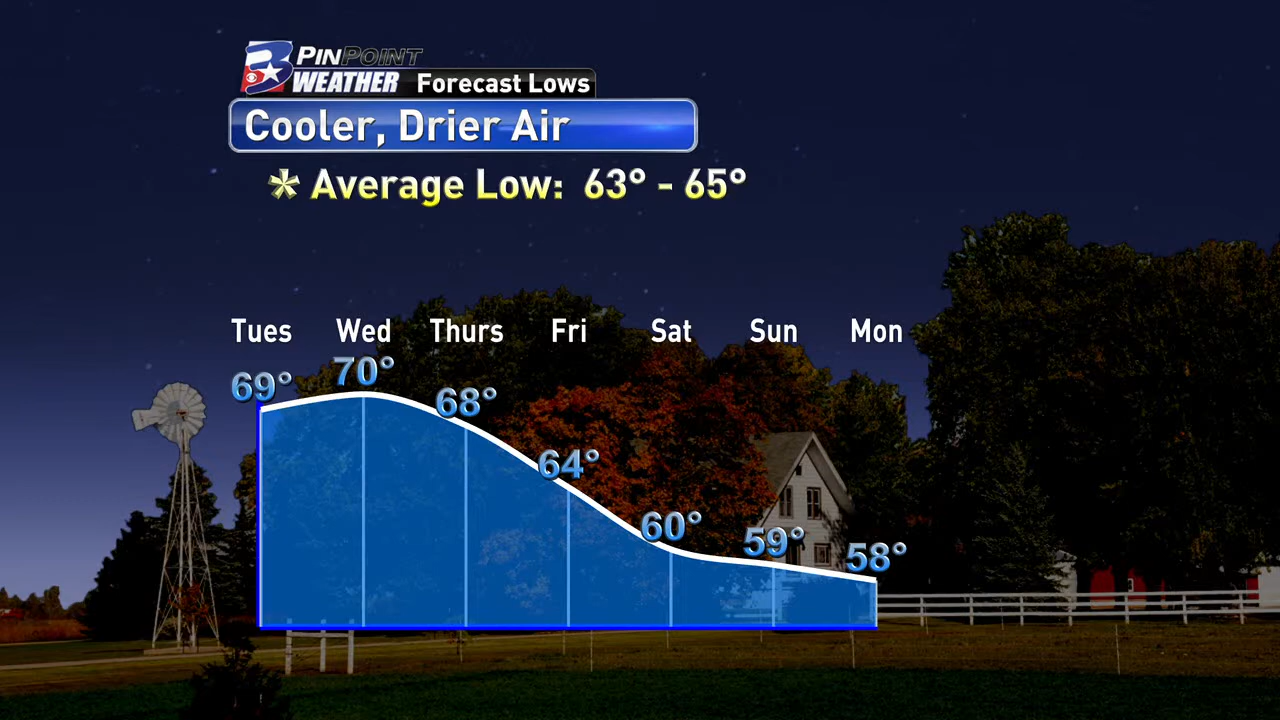 3 PINPOINT
WEATHER Forecast Lows
Cooler, Drier Air
* Average Low: 63° - 65°
Tues Wed Thurs Fri Sat Sun Mon
69° 70° 68° 64° 60° 59° 58°